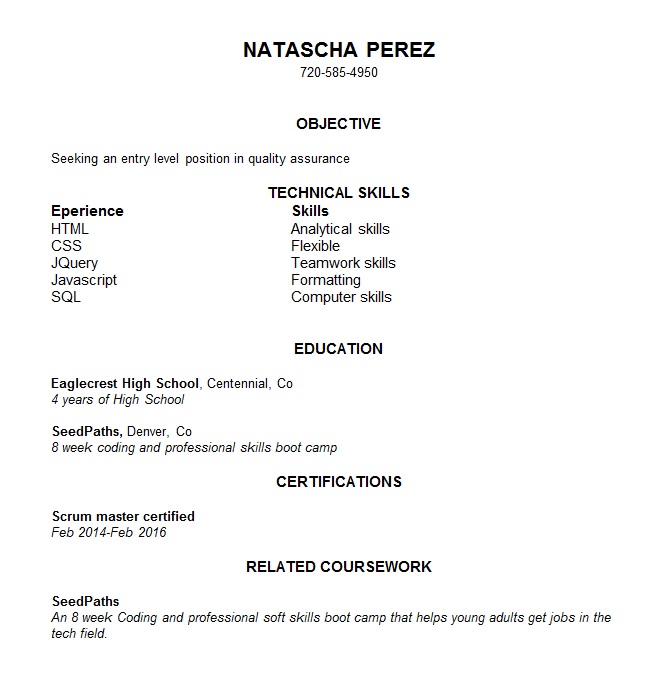 NATASCHA PEREZ
720-585-4950
OBJECTIVE
Seeking an entry level position in quality assurance
TECHNICAL SKILLS
Eperience Skills
HTML Analytical skills
CSS Flexible
JQuery Teamwork skills
Javascript Formatting
SQL Computer skills
EDUCATION
Eaglecrest High School, Centennial, Co
4 years of High School
SeedPaths, Denver, Co
8 week coding and professional skills boot camp
CERTIFICATIONS
Scrum master certified
Feb 2014-Feb 2016
RELATED COURSEWORK
SeedPaths
An 8 week Coding and professional soft skills boot camp that helps young adults get jobs in the
tech field.